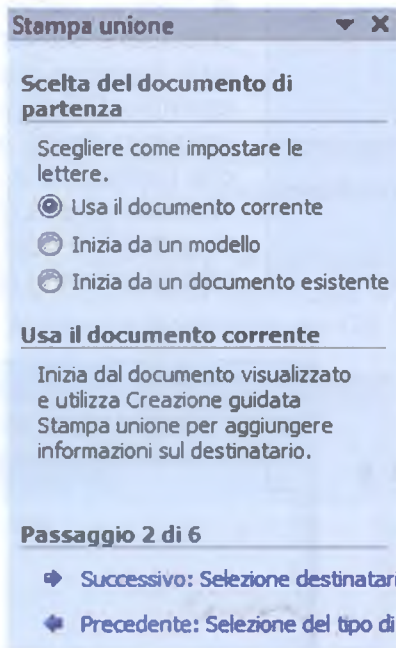 Stampa unione
Scelta del documento di
partenza
Scegliere come impostare le
lettere.
Usa il documento corrente
Inizia da un modello
Inizia da un documento esistente
Usa il documento corrente
Inizia dal documento visualizzato
e utilizza Creazione guidata
Stampa unione per aggiungere
informazioni sul destinatario.
Passaggio 2 di 6
Successivo: Selezione destinatari
Precedente: Selezione del tipo di